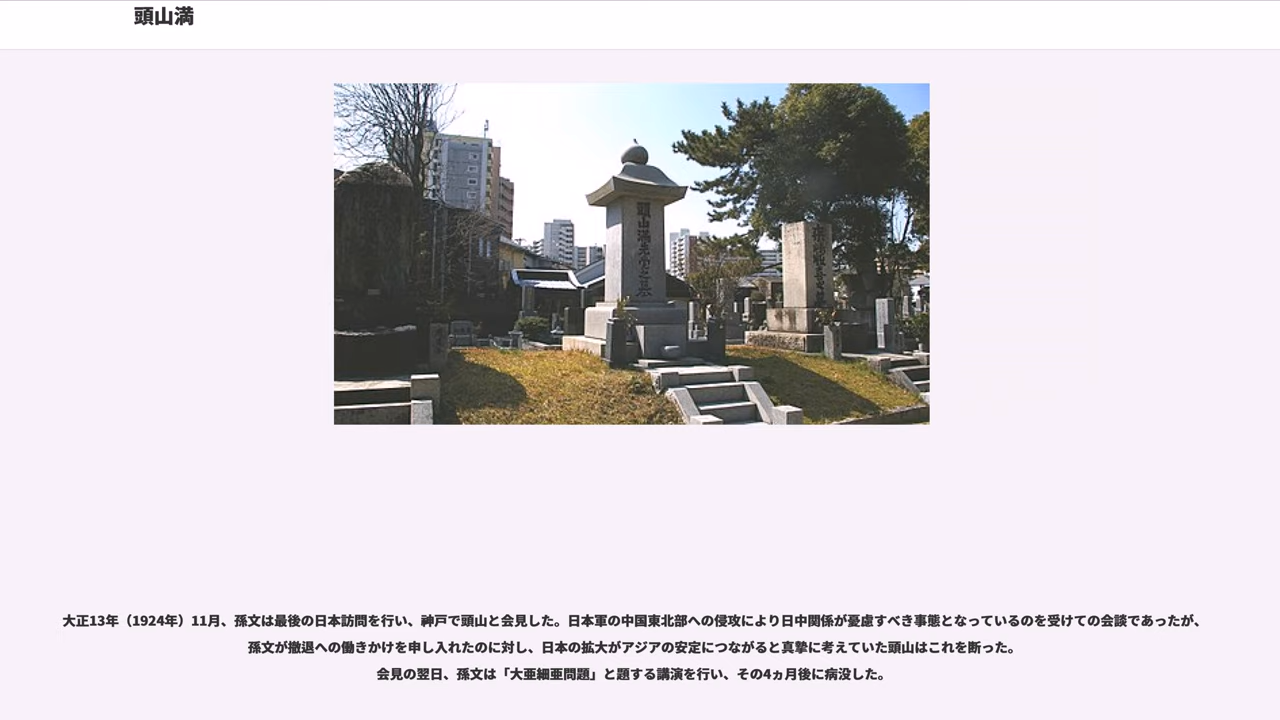 頭山満
頭山満先生之墓
大正13年（1924年）11月、孫文は最後の日本訪問を行い、神戸で頭山と会見した。日本軍の中国東北部への侵攻により日中関係が憂慮すべき事態となっているのを受けての会談であったが、
孫文が撤退への働きかけを申し入れたのに対し、日本の拡大がアジアの安定につながると真摯に考えていた頭山はこれを断った。
会見の翌日、孫文は「大亜細亜問題」と題する講演を行い、その4ヵ月後に病没した。